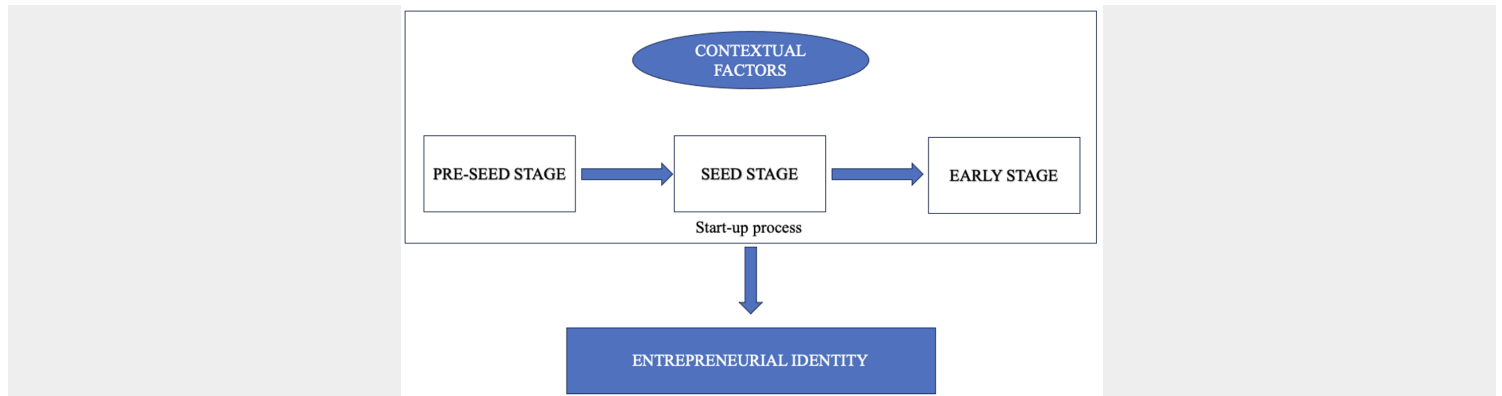 CONTEXTUAL
FACTORS
PRE-SEED STAGE
SEED STAGE
EARLY STAGE
Start-up process
ENTREPRENEURIAL IDENTITY